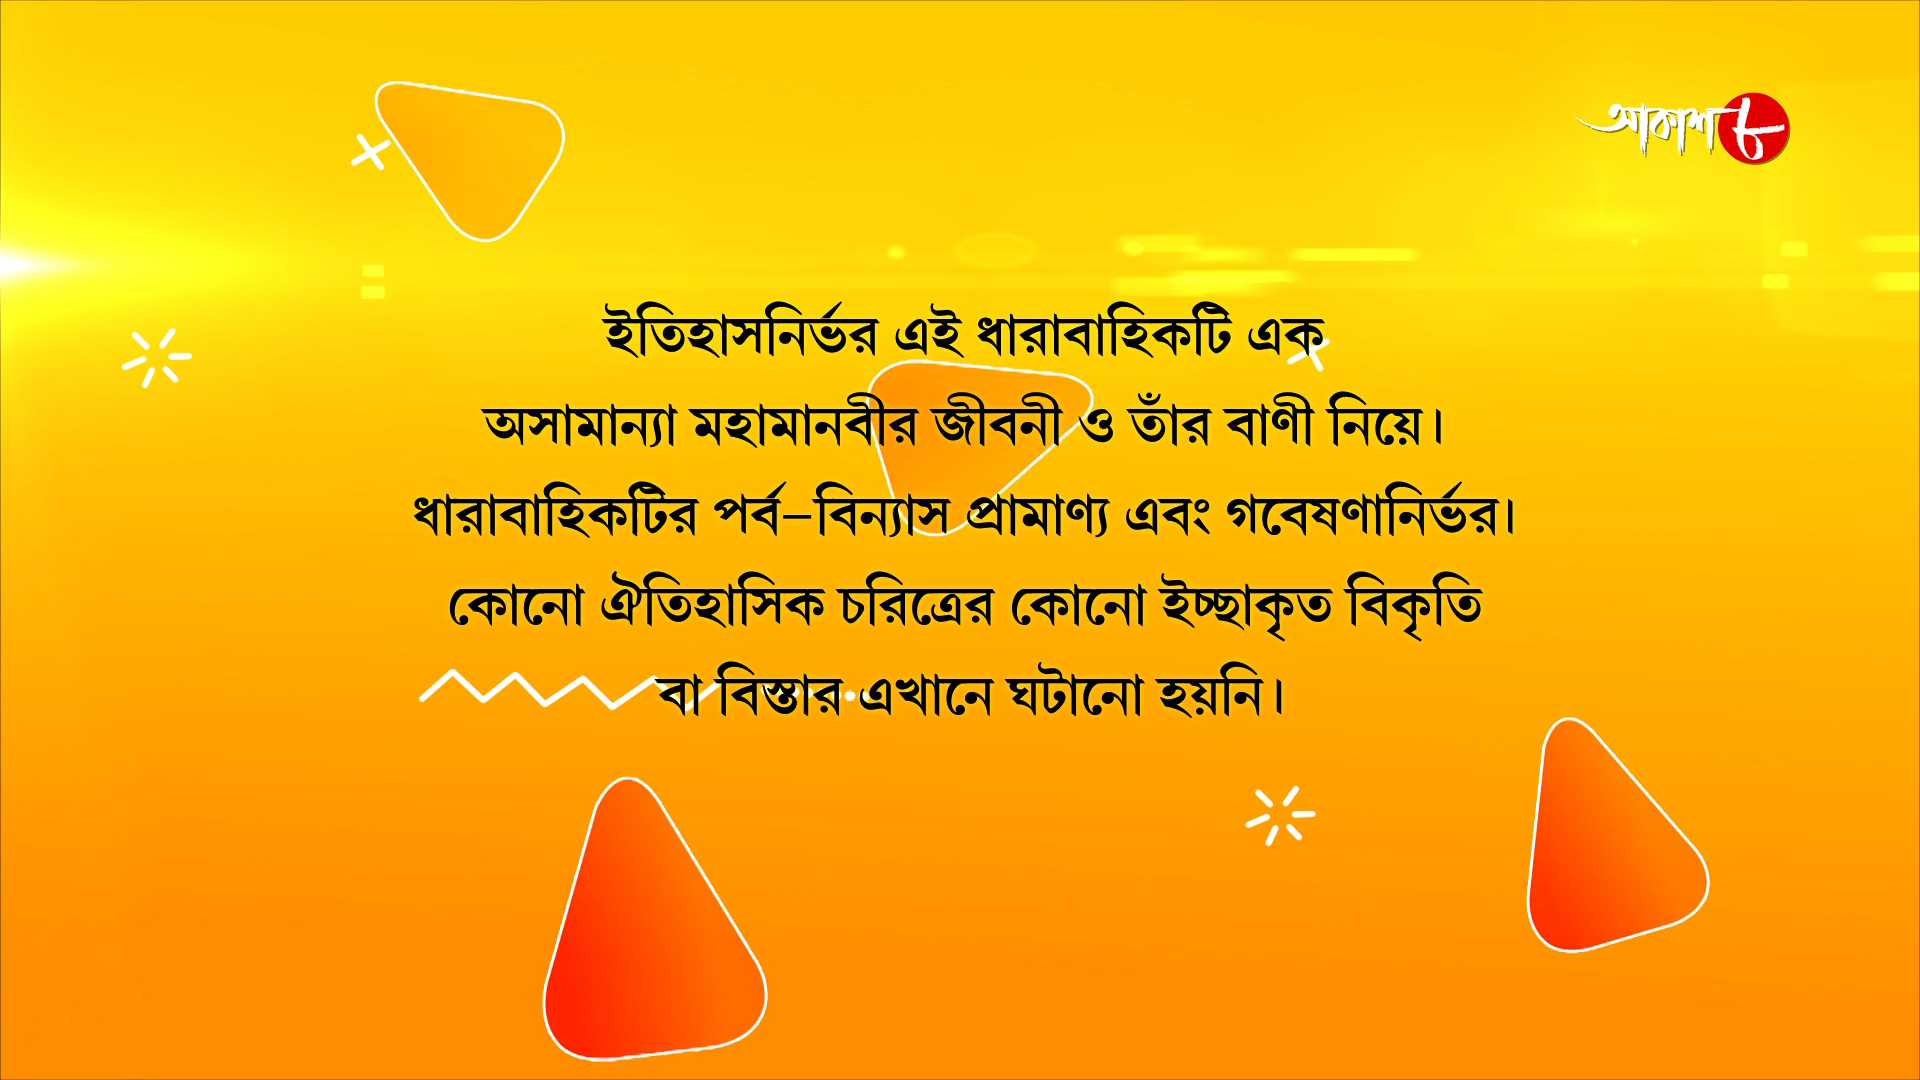 আকাশ ৮
ইতিহাসনির্ভর এই ধারাবাহিকটি এক
অসামান্যা মহামানবীর জীবনী ও তাঁর বাণী নিয়ে।
ধারাবাহিকটির পর্ব–বিন্যাস প্রামাণ্য এবং গবেষণানির্ভর।
কোনো ঐতিহাসিক চরিত্রের কোনো ইচ্ছাকৃত বিকৃতি
বা বিস্তার এখানে ঘটানো হয়নি।